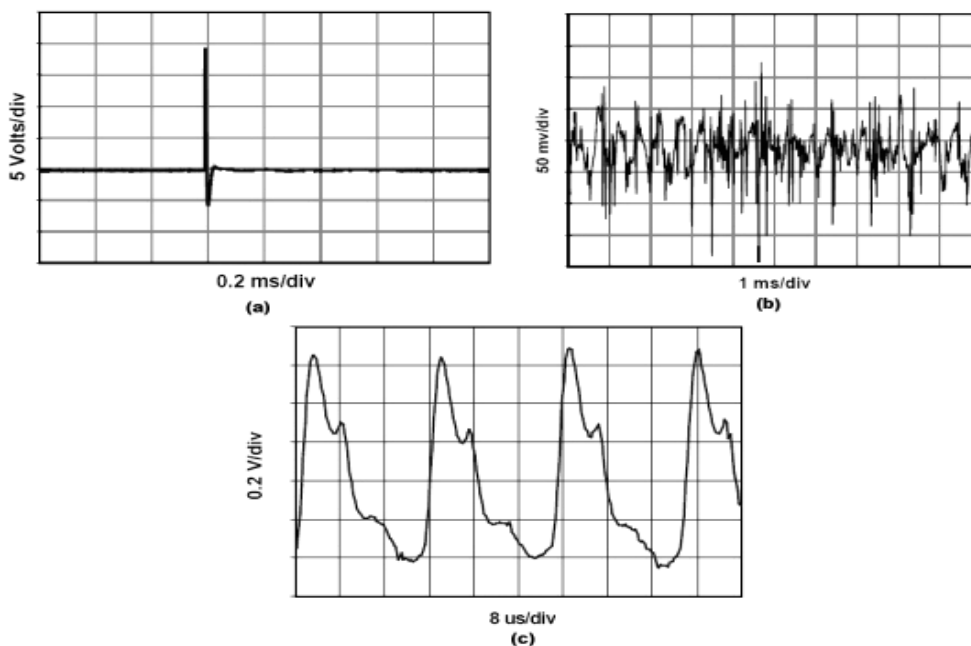 5 Volts/div
0.2 ms/div
(a)
50 mv/div
1 ms/div
(b)
0.2 V/div
8 us/div
(c)